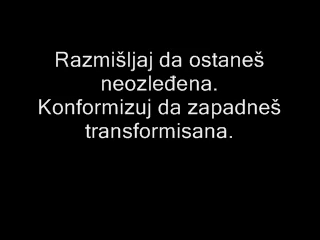 Razmišljaj da ostaneš
neozleđena.
Konformizuj da zapadneš
transformisana.